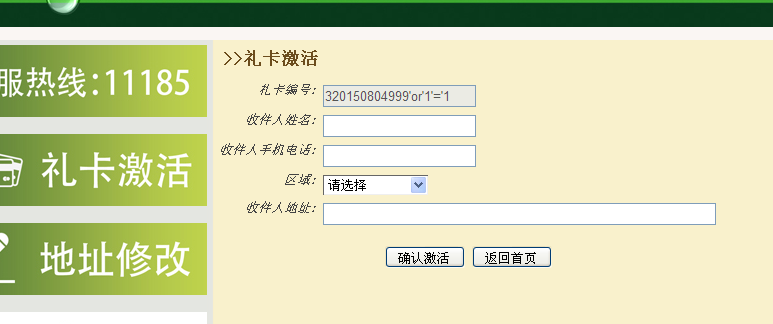 服热线:11185
礼卡激活
地址修改
>>礼卡激活
礼卡编号:
320150804999'or'1'='1
收件人姓名:
收件人手机电话:
区域:
请选择
收件人地址:
确认激活
返回首页